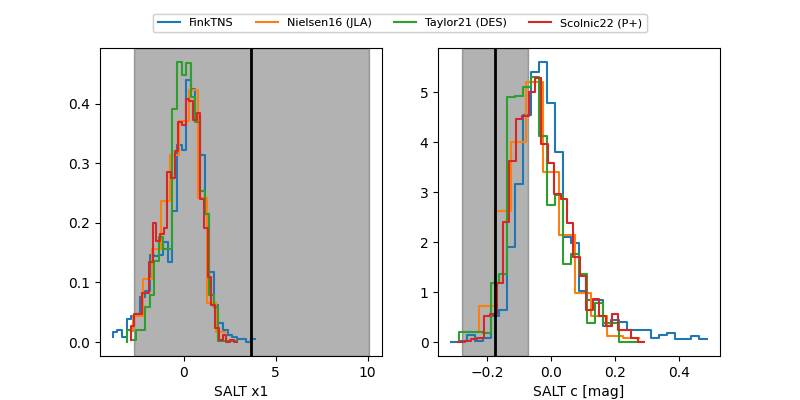 FinkTNS Nielsen16 (JLA) Taylor21 (DES) Scolnic22 (P+)
0.4
0.3
0.2
0.1
0.0
0 5 10
SALT x1
5
4
3
2
1
0
−0.2 0.0 0.2 0.4
SALT c [mag]